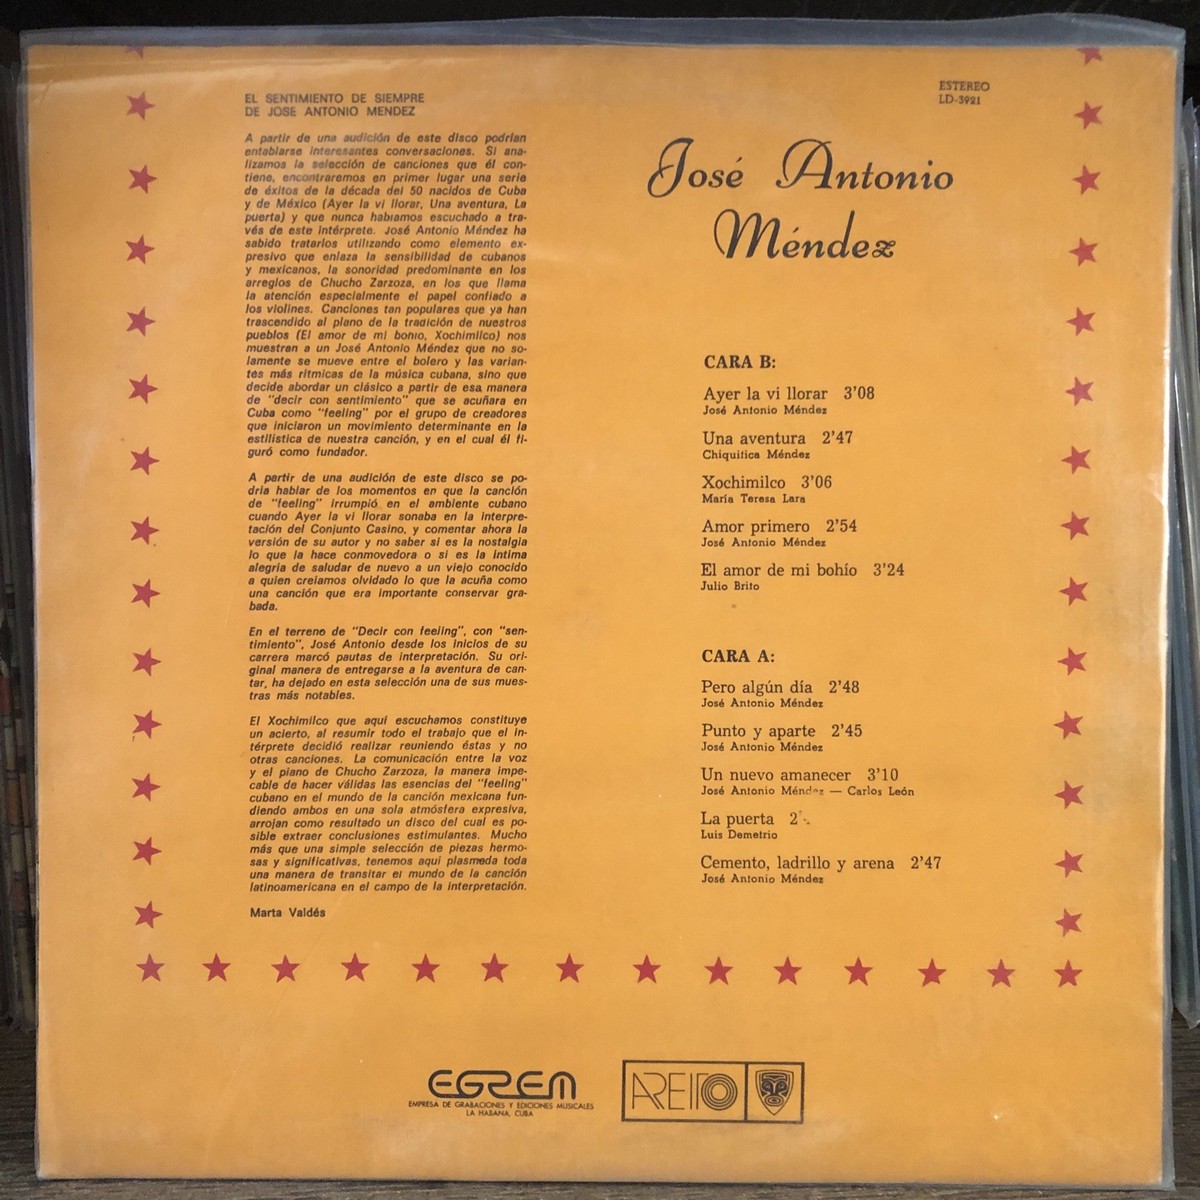 EL SENTIMIENTO DE SIEMPRE
DE JOSE ANTONIO MENDEZ
A partir de una audición de este disco podrían
entablarse interesantes conversaciones. Si ana-
lizamos la selección de canciones que él con-
tiene, encontraremos en primer lugar una serie
de éxitos de la década del 50 nacidos de Cuba
y de México (Ayer la vi llorar, Una aventura, La
puerta) y que nunca habíamos escuchado a tra-
vés de este intérprete. José Antonio Méndez ha
sabido tratarlos utilizando como elemento ex-
presivo que enlaza la sensibilidad de cubanos
y mexicanos, la sonoridad predominante en los
arreglos de Chucho Zarzoza, en los que llama
la atención especialmente el papel confiado a
los violines. Canciones tan populares que ya han
trascendido al plano de la tradición de nuestros
pueblos (El amor de mi bohío, Xochimilco) nos
muestran a un José Antonio Méndez que no so-
lamente se mueve entre el bolero y las varian-
tes más rítmicas de la música cubana, sino que
decide abordar un clásico a partir de esa manera
de "decir con sentimiento" que se acuñara en
Cuba como "feeling" por el grupo de creadores
que iniciaron un movimiento determinante en la
estilística de nuestra canción, y en el cual él fi-
guró como fundador.
A partir de una audición de este disco se po-
dría hablar de los momentos en que la canción
de "feeling" irrumpió en el ambiente cubano
cuando Ayer la vi llorar sonaba en la interpre-
tación del Conjunto Casino, y comentar ahora la
versión de su autor y no saber si es la nostalgia
lo que la hace conmovedora o si es la íntima
alegría de saludar de nuevo a un viejo conocido
a quien creíamos olvidado lo que la acuña como
una canción que era importante conservar gra-
bada.
En el terreno de "Decir con feeling", con "sen-
timiento", José Antonio desde los inicios de su
carrera marcó pautas de interpretación. Su ori-
ginal manera de entregarse a la aventura de can-
tar, ha dejado en esta selección una de sus mues-
tras más notables.
El Xochimilco que aquí escuchamos constituye
un acierto, al resumir todo el trabajo que el in-
térprete decidió realizar reuniendo éstas y no
otras canciones. La comunicación entre la voz
y el piano de Chucho Zarzoza, la manera impe-
cable de hacer válidas las esencias del "feeling"
cubano en el mundo de la canción mexicana fun-
diendo ambos en una sola atmósfera expresiva,
arrojan como resultado un disco del cual es po-
sible extraer conclusiones estimulantes. Mucho
más que una simple selección de piezas hermo-
sas y significativas, tenemos aquí plasmada toda
una manera de transitar el mundo de la canción
latinoamericana en el campo de la interpretación.
Marta Valdés
ESTEREO
LD-3921
José Antonio
Méndez
CARA B:
Ayer la vi llorar 3'08
José Antonio Méndez
Una aventura 2'47
Chiquitica Méndez
Xochimilco 3'06
María Teresa Lara
Amor primero 2'54
José Antonio Méndez
El amor de mi bohío 3'24
Julio Brito
CARA A:
Pero algún día 2'48
José Antonio Méndez
Punto y aparte 2'45
José Antonio Méndez
Un nuevo amanecer 3'10
José Antonio Méndez — Carlos León
La puerta
Luis Demetrio
Cemento, ladrillo y arena 2'47
José Antonio Méndez
EGREM
EMPRESA DE GRABACIONES Y EDICIONES MUSICALES
LA HABANA, CUBA
AREITO